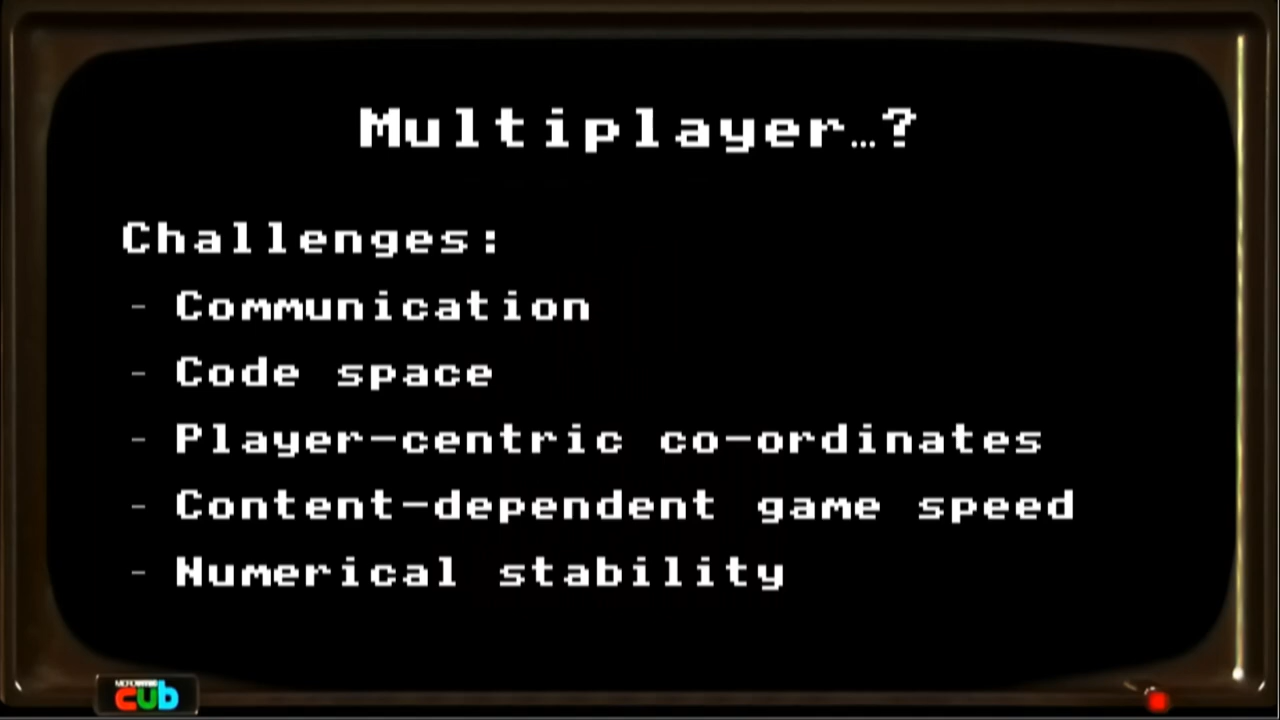 Multiplayer…?
Challenges:
- Communication
- Code space
- Player-centric co-ordinates
- Content-dependent game speed
- Numerical stability
cub